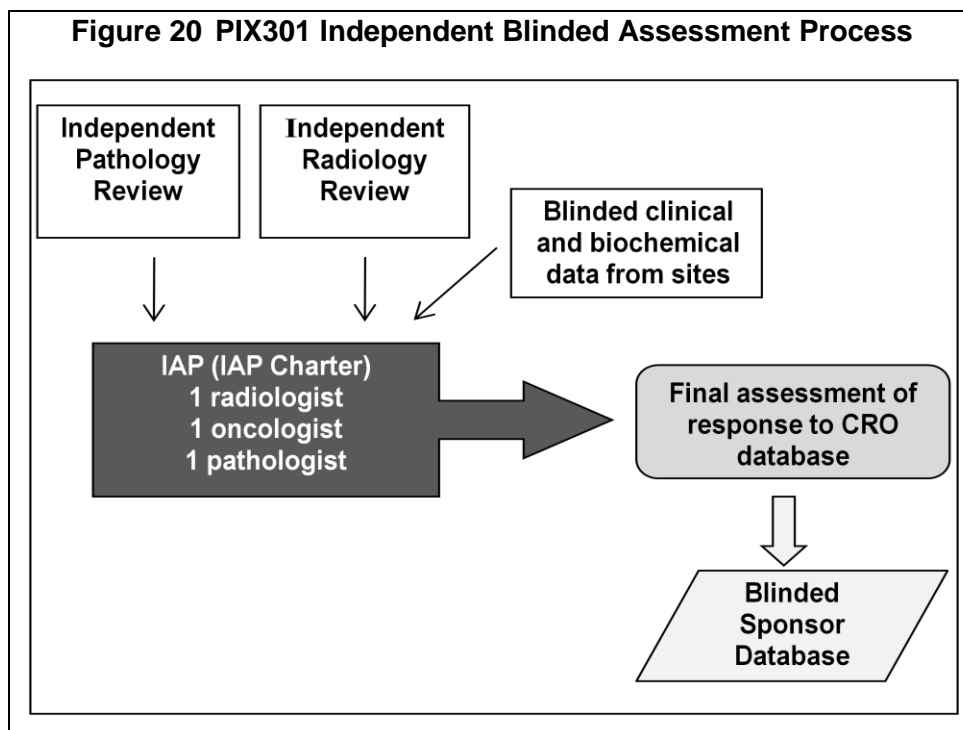 Figure 20 PIX301 Independent Blinded Assessment Process
Independent
Pathology
Review
Independent
Radiology
Review
Blinded clinical
and biochemical
data from sites
IAP (IAP Charter)
1 radiologist
1 oncologist
1 pathologist
Final assessment of
response to CRO
database
Blinded
Sponsor
Database